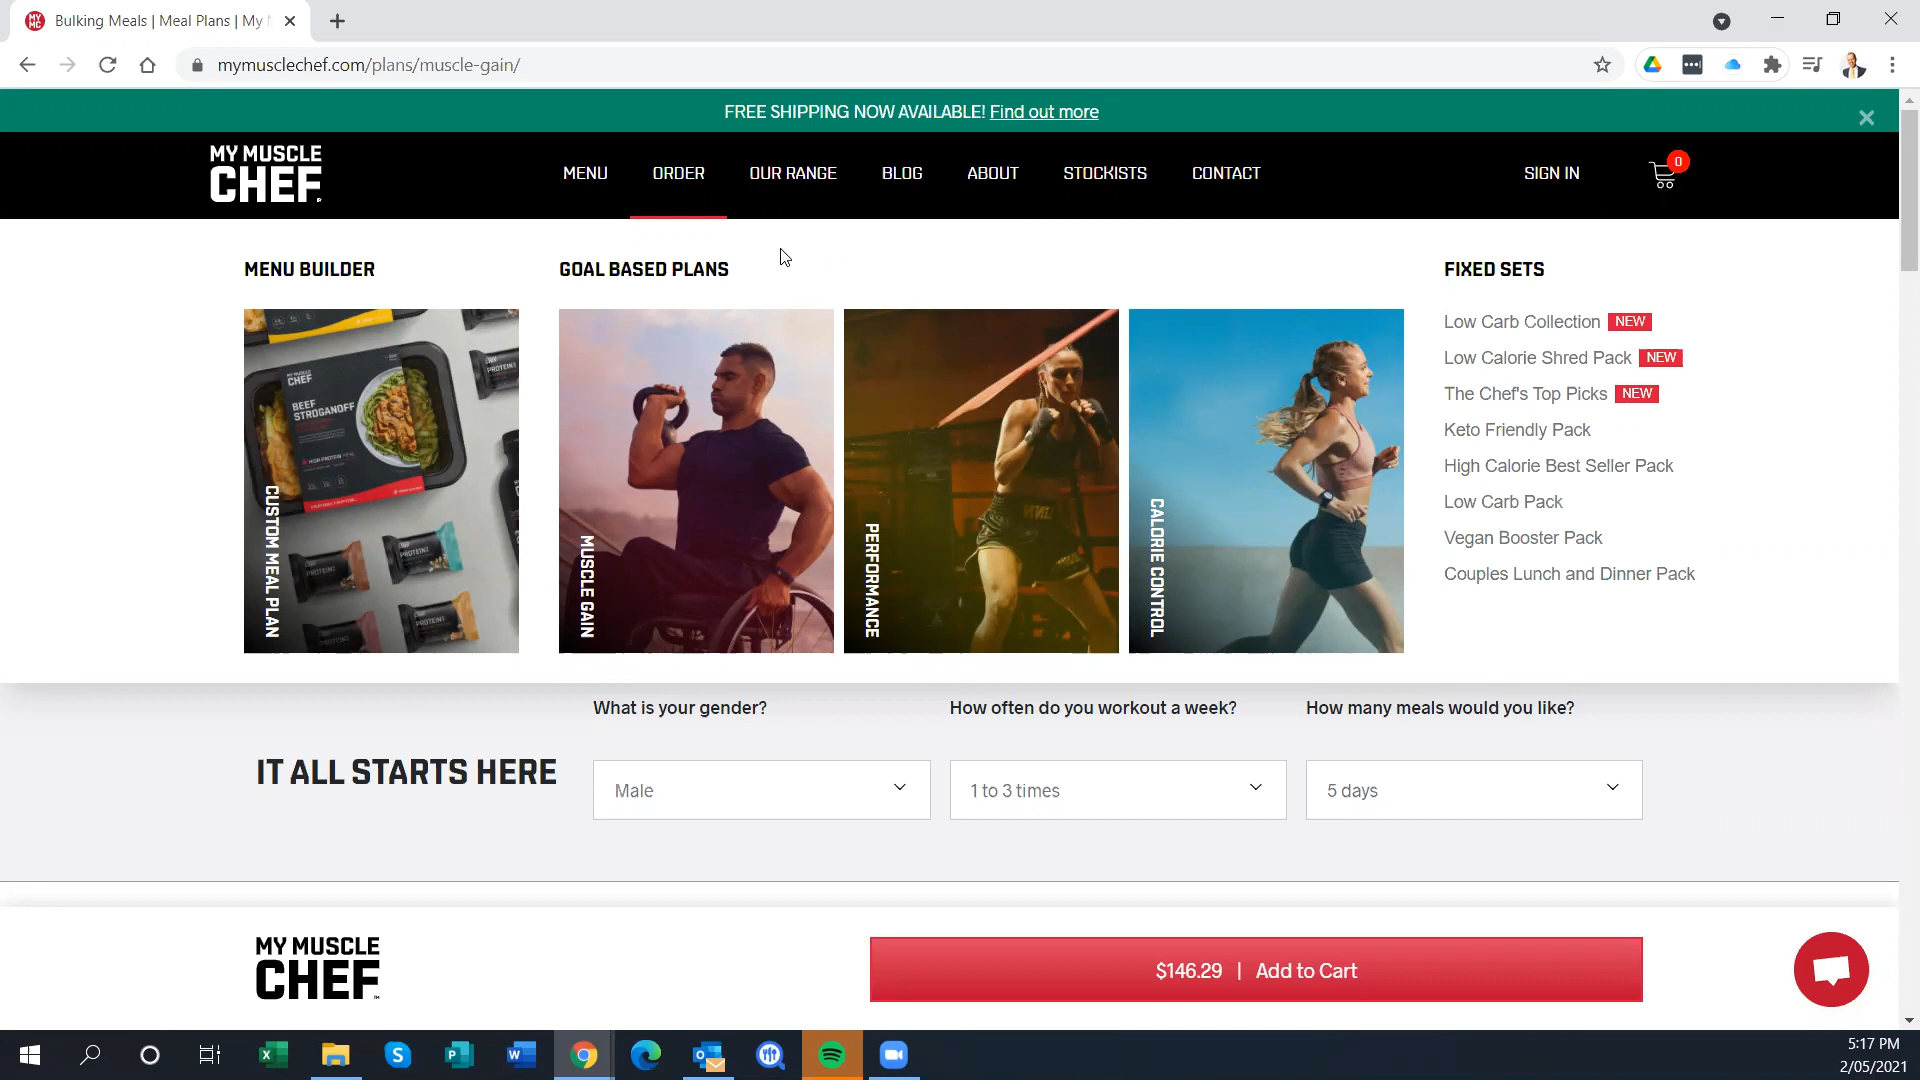 Bulking Meals | Meal Plans | My
mymusclechef.com/plans/muscle-gain/
FREE SHIPPING NOW AVAILABLE! Find out more
MY MUSCLE
CHEF
MENU
ORDER
OUR RANGE
BLOG
ABOUT
STOCKISTS
CONTACT
SIGN IN
0
MENU BUILDER
GOAL BASED PLANS
FIXED SETS
MY MUSCLE
CHEF
BEEF
STROGANOFF
CUSTOM MEAL PLAN
MUSCLE GAIN
PERFORMANCE
CALORIE CONTROL
Low Carb Collection NEW
Low Calorie Shred Pack NEW
The Chef's Top Picks NEW
Keto Friendly Pack
High Calorie Best Seller Pack
Low Carb Pack
Vegan Booster Pack
Couples Lunch and Dinner Pack
IT ALL STARTS HERE
What is your gender?
Male
How often do you workout a week?
1 to 3 times
How many meals would you like?
5 days
MY MUSCLE
CHEF
$146.29 | Add to Cart
5:17 PM
2/05/2021